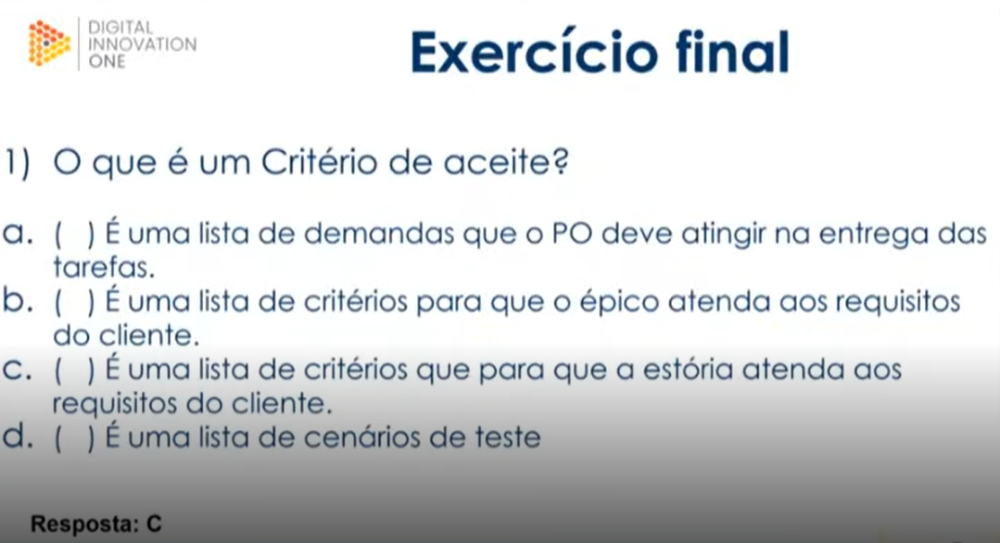 DIGITAL
INNOVATION
ONE
Exercício final
1) O que é um Critério de aceite?
a. ( ) É uma lista de demandas que o PO deve atingir na entrega das
tarefas.
b. ( ) É uma lista de critérios para que o épico atenda aos requisitos
do cliente.
c. ( ) É uma lista de critérios que para que a estória atenda aos
requisitos do cliente.
d. ( ) É uma lista de cenários de teste
Resposta: C